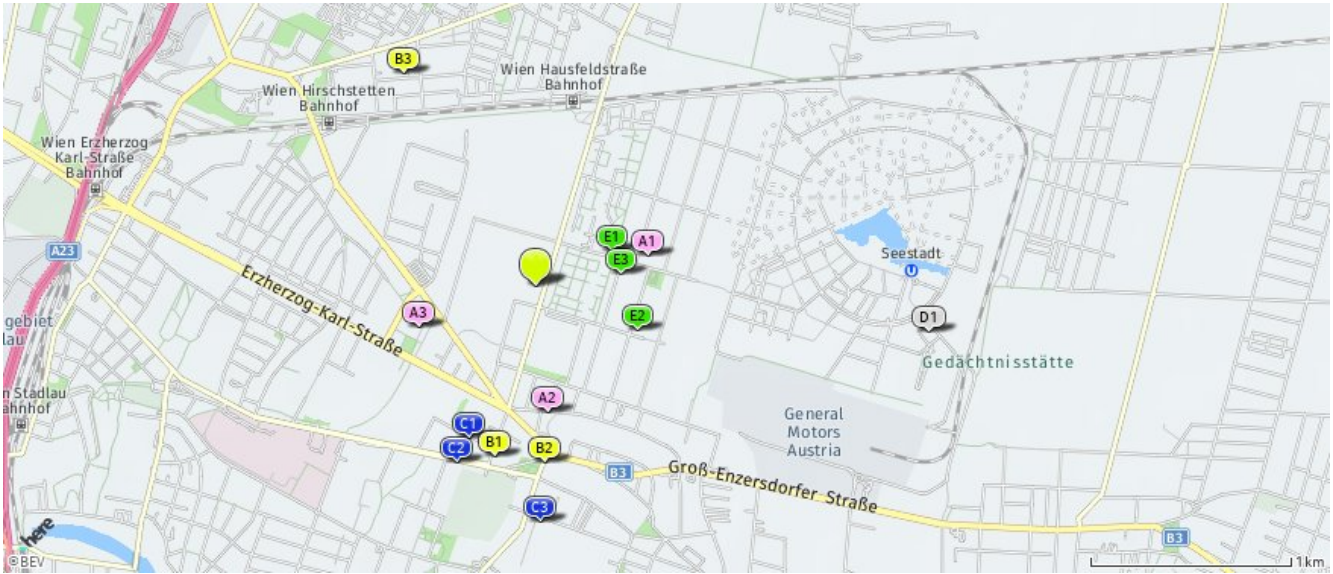 B3
Wien Hausfeldstraße
Bahnhof
Wien Hirschstetten
Bahnhof
Wien Erzherzog
Karl-Straße
Bahnhof
A23
E1
A1
E3
Seestadt
U
Erzherzog-Karl-Straße
A3
E2
D1
gebiet
lau
Gedächtnisstätte
n Stadlau
ahnhof
A2
General
Motors
Austria
C1
C2
B1
B2
B3
Groß-Enzersdorfer Straße
C3
here
B3
©BEV
1km